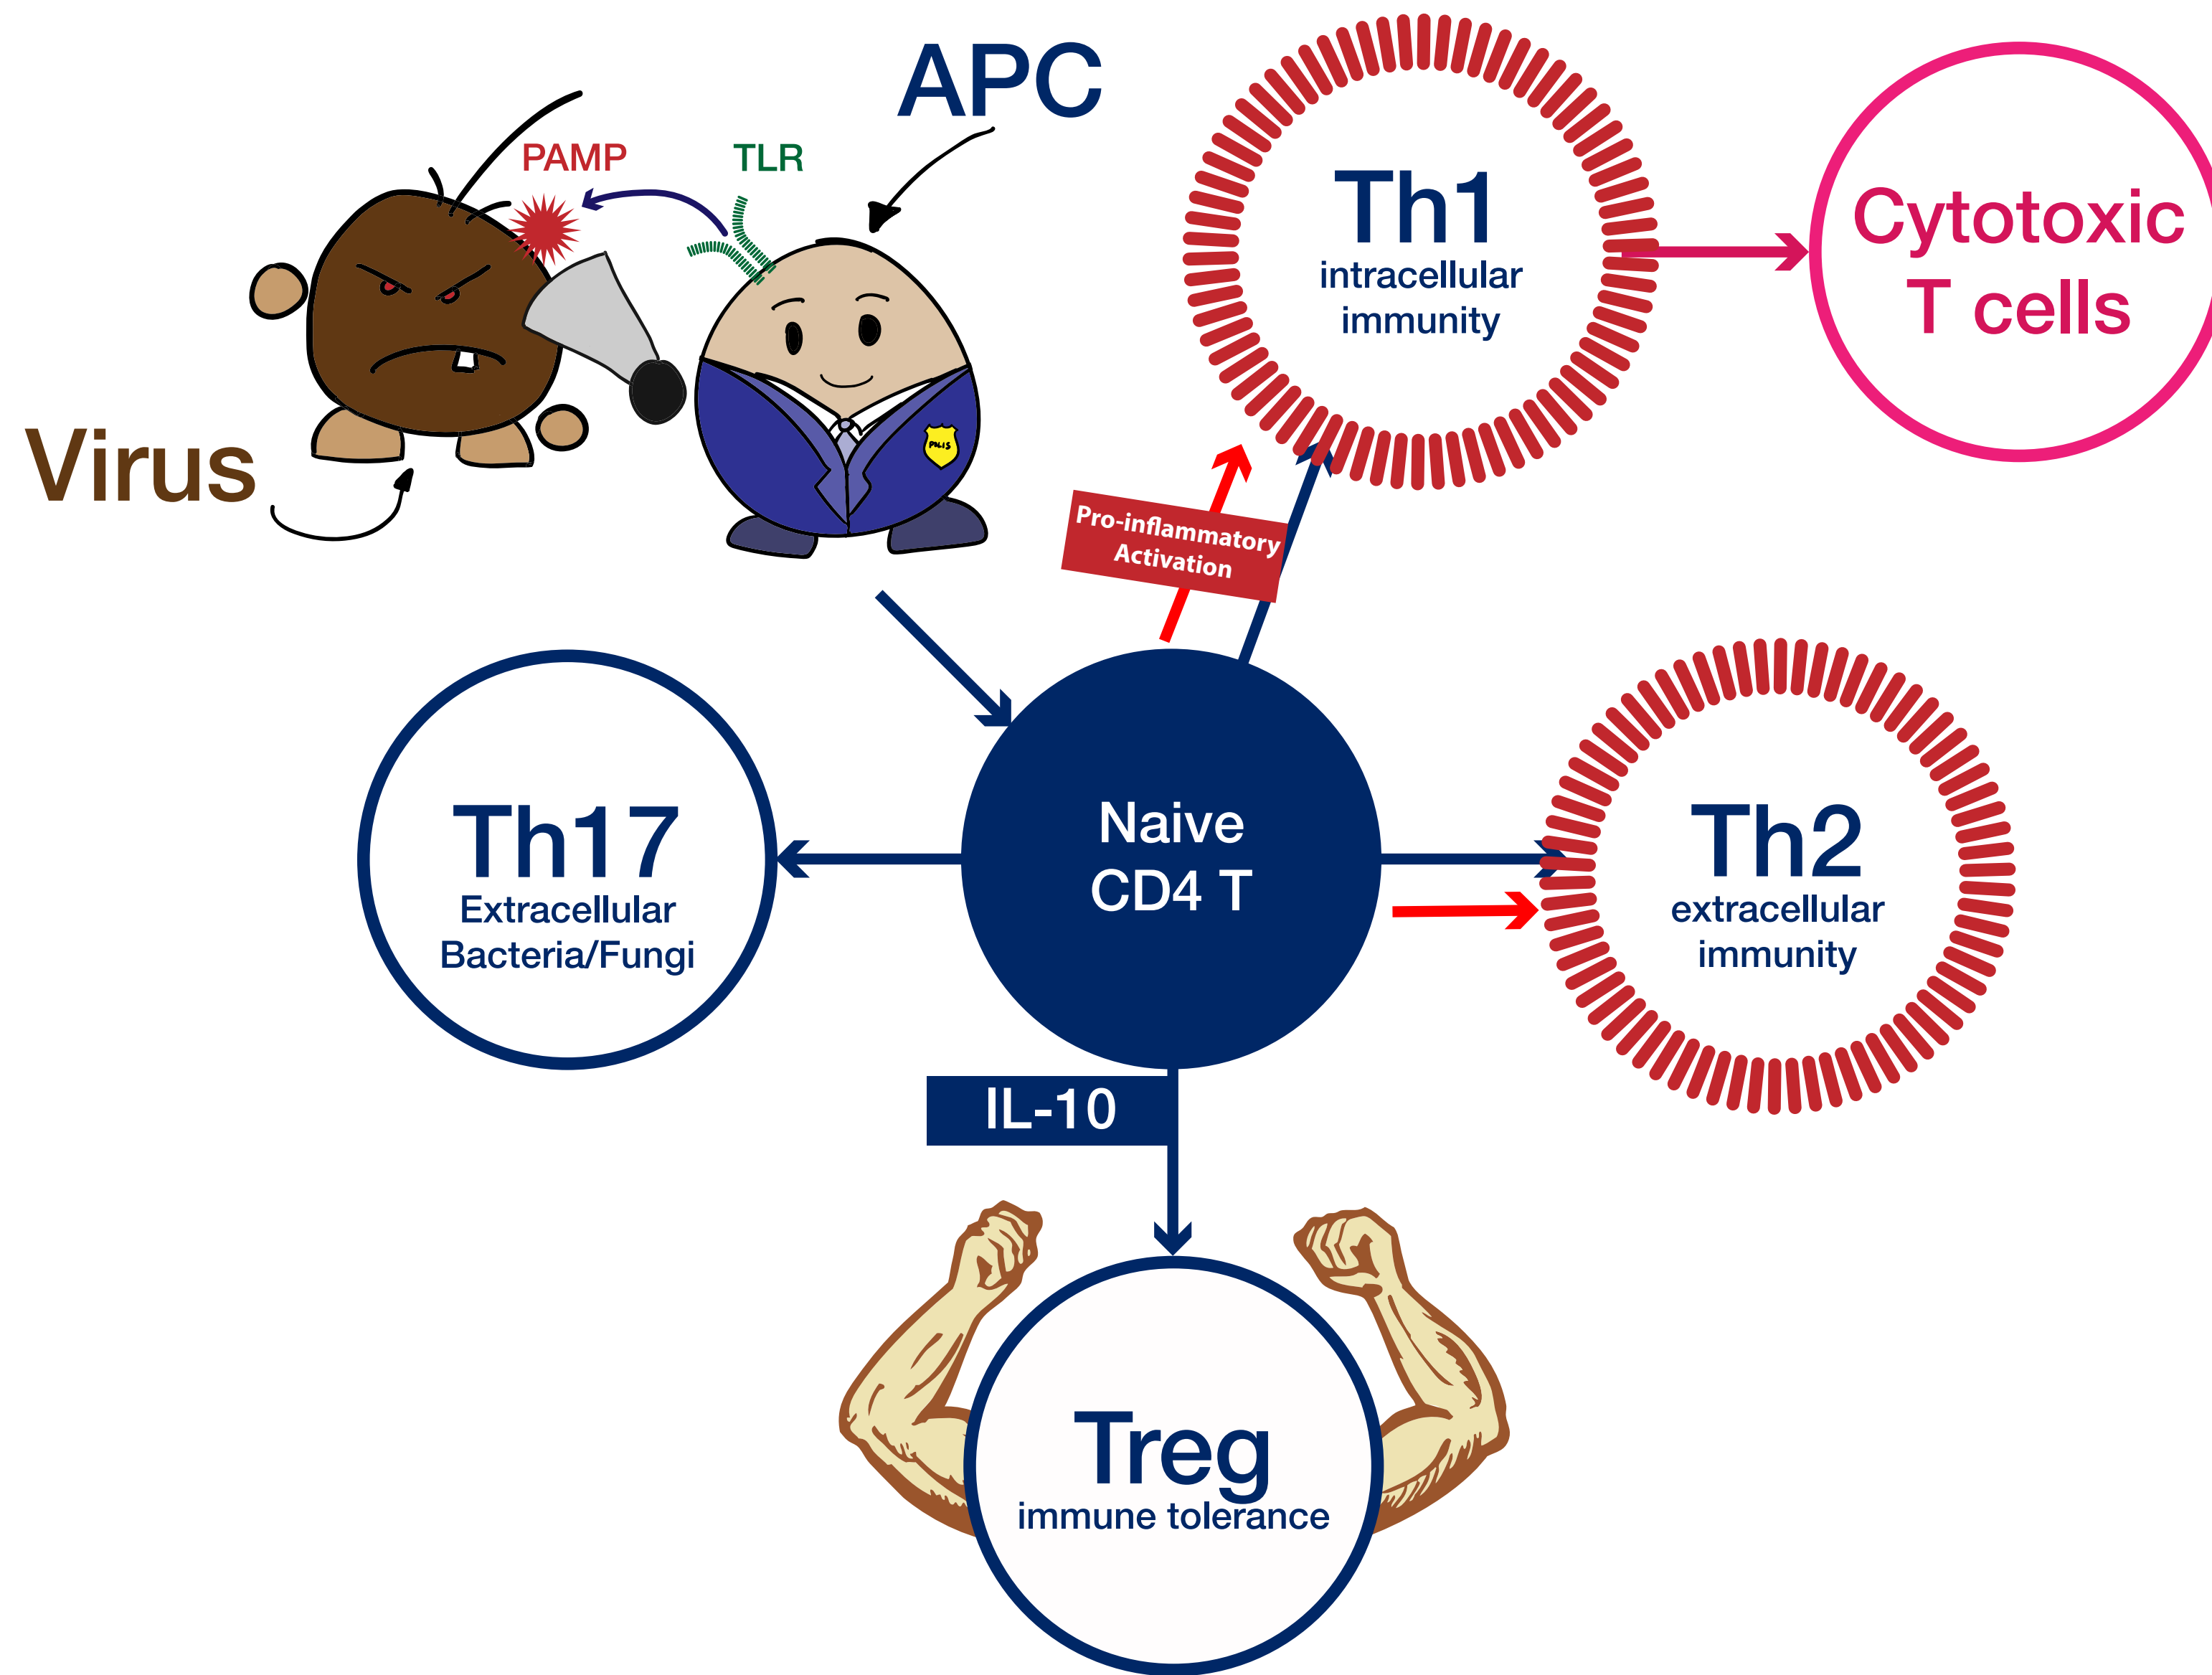 APC
PAMP
TLR
Virus
POLIS
Th1
intracellular
immunity
Cytotoxic
T cells
Pro-inflammatory
Activation
Th17
Extracellular
Bacteria/Fungi
Naive
CD4 T
Th2
extracellular
immunity
IL-10
Treg
immune tolerance